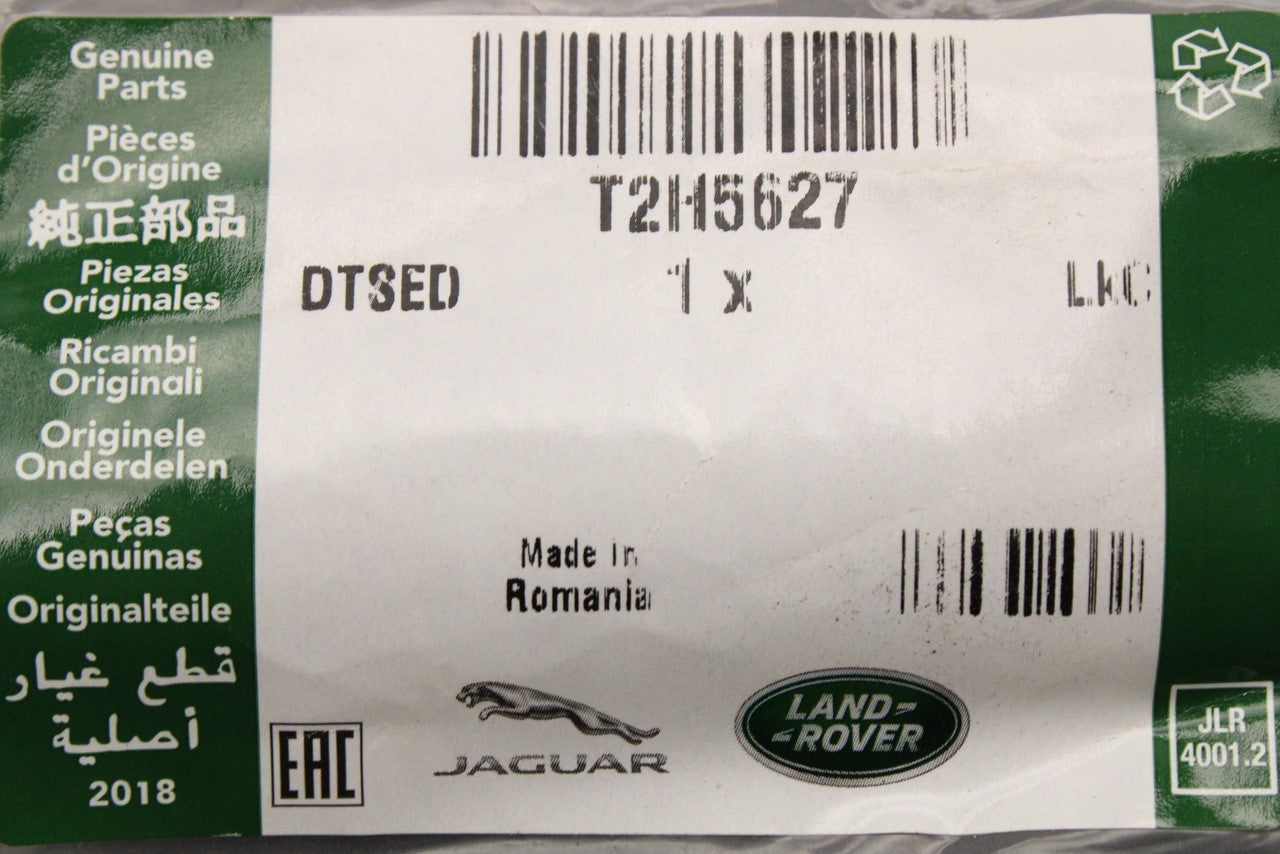 Genuine
Parts
Pièces
d'Origine
純正部品
Piezas
Originales
Ricambi
Originali
Originele
Onderdelen
Peças
Genuinas
Originalteile
قطع غيار
أصلية
2018
T2H5627
DTSED 1 x LKC
Made in
Romania
EAC
JAGUAR
LAND-
-ROVER
JLR
4001.2